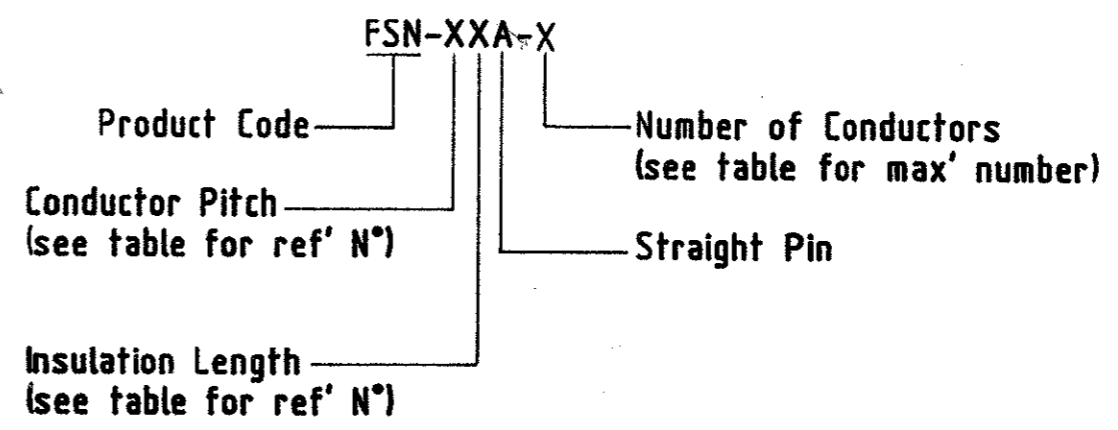 FSN-XXA-X
Product Code
Number of Conductors
(see table for max' number)
Conductor Pitch
(see table for ref' N°)
Straight Pin
Insulation Length
(see table for ref' N°)